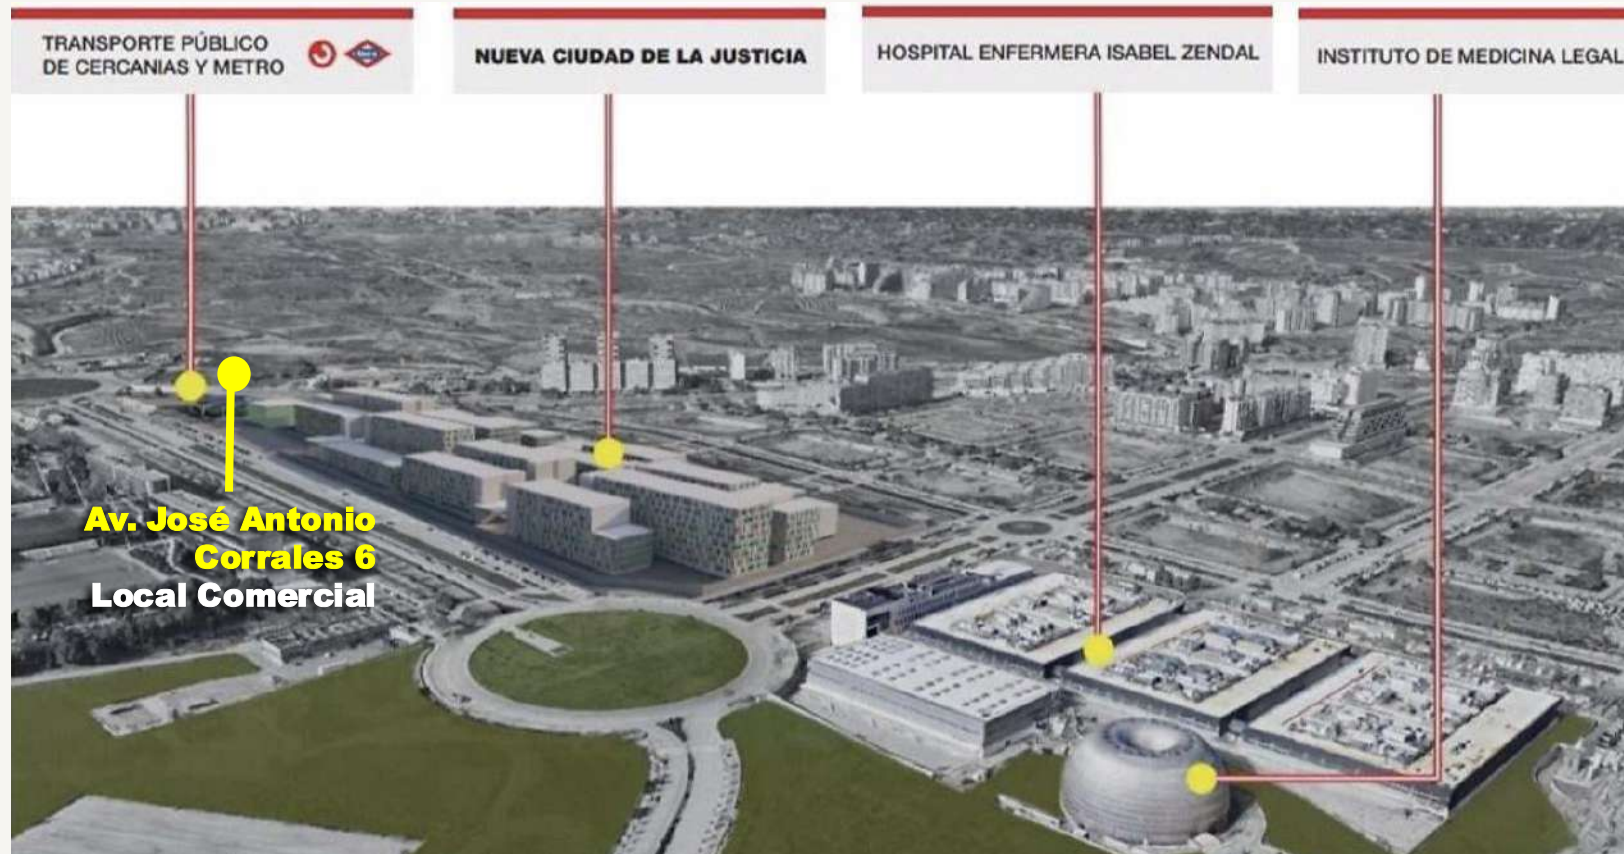 TRANSPORTE PÚBLICO
DE CERCANIAS Y METRO
NUEVA CIUDAD DE LA JUSTICIA
HOSPITAL ENFERMERA ISABEL ZENDAL
INSTITUTO DE MEDICINA LEGAL
Av. José Antonio
Corrales 6
Local Comercial